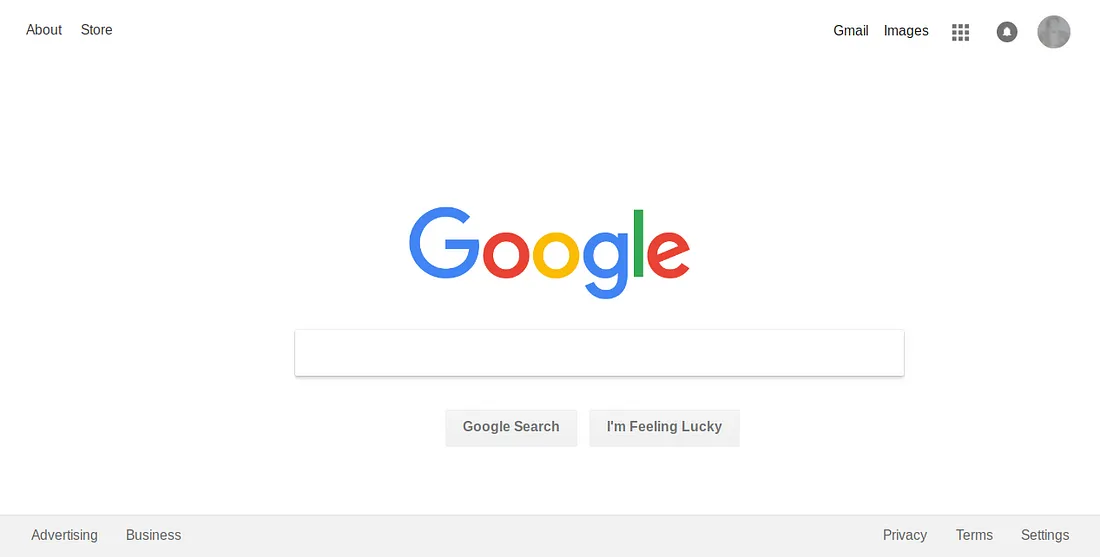 About Store Gmail Images
Google
Google Search I'm Feeling Lucky
Advertising Business Privacy Terms Settings